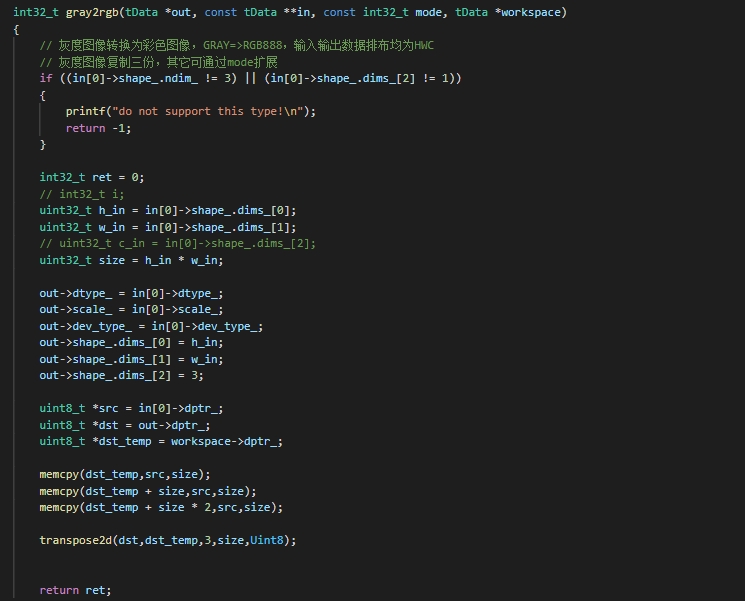 int32_t gray2rgb(tData *out, const tData **in, const int32_t mode, tData *workspace)
{
// 灰度图像转换为彩色图像，GRAY=>RGB888，输入输出数据排布均为HWC
// 灰度图像复制三份，其它可通过mode扩展
if ((in[0]->shape_.ndim_ != 3) || (in[0]->shape_.dims_[2] != 1))
{
printf("do not support this type!\n");
return -1;
}
int32_t ret = 0;
// int32_t i;
uint32_t h_in = in[0]->shape_.dims_[0];
uint32_t w_in = in[0]->shape_.dims_[1];
// uint32_t c_in = in[0]->shape_.dims_[2];
uint32_t size = h_in * w_in;
out->dtype_ = in[0]->dtype_;
out->scale_ = in[0]->scale_;
out->dev_type_ = in[0]->dev_type_;
out->shape_.dims_[0] = h_in;
out->shape_.dims_[1] = w_in;
out->shape_.dims_[2] = 3;
uint8_t *src = in[0]->dptr_;
uint8_t *dst = out->dptr_;
uint8_t *dst_temp = workspace->dptr_;
memcpy(dst_temp,src,size);
memcpy(dst_temp + size,src,size);
memcpy(dst_temp + size * 2,src,size);
transpose2d(dst,dst_temp,3,size,Uint8);
return ret;